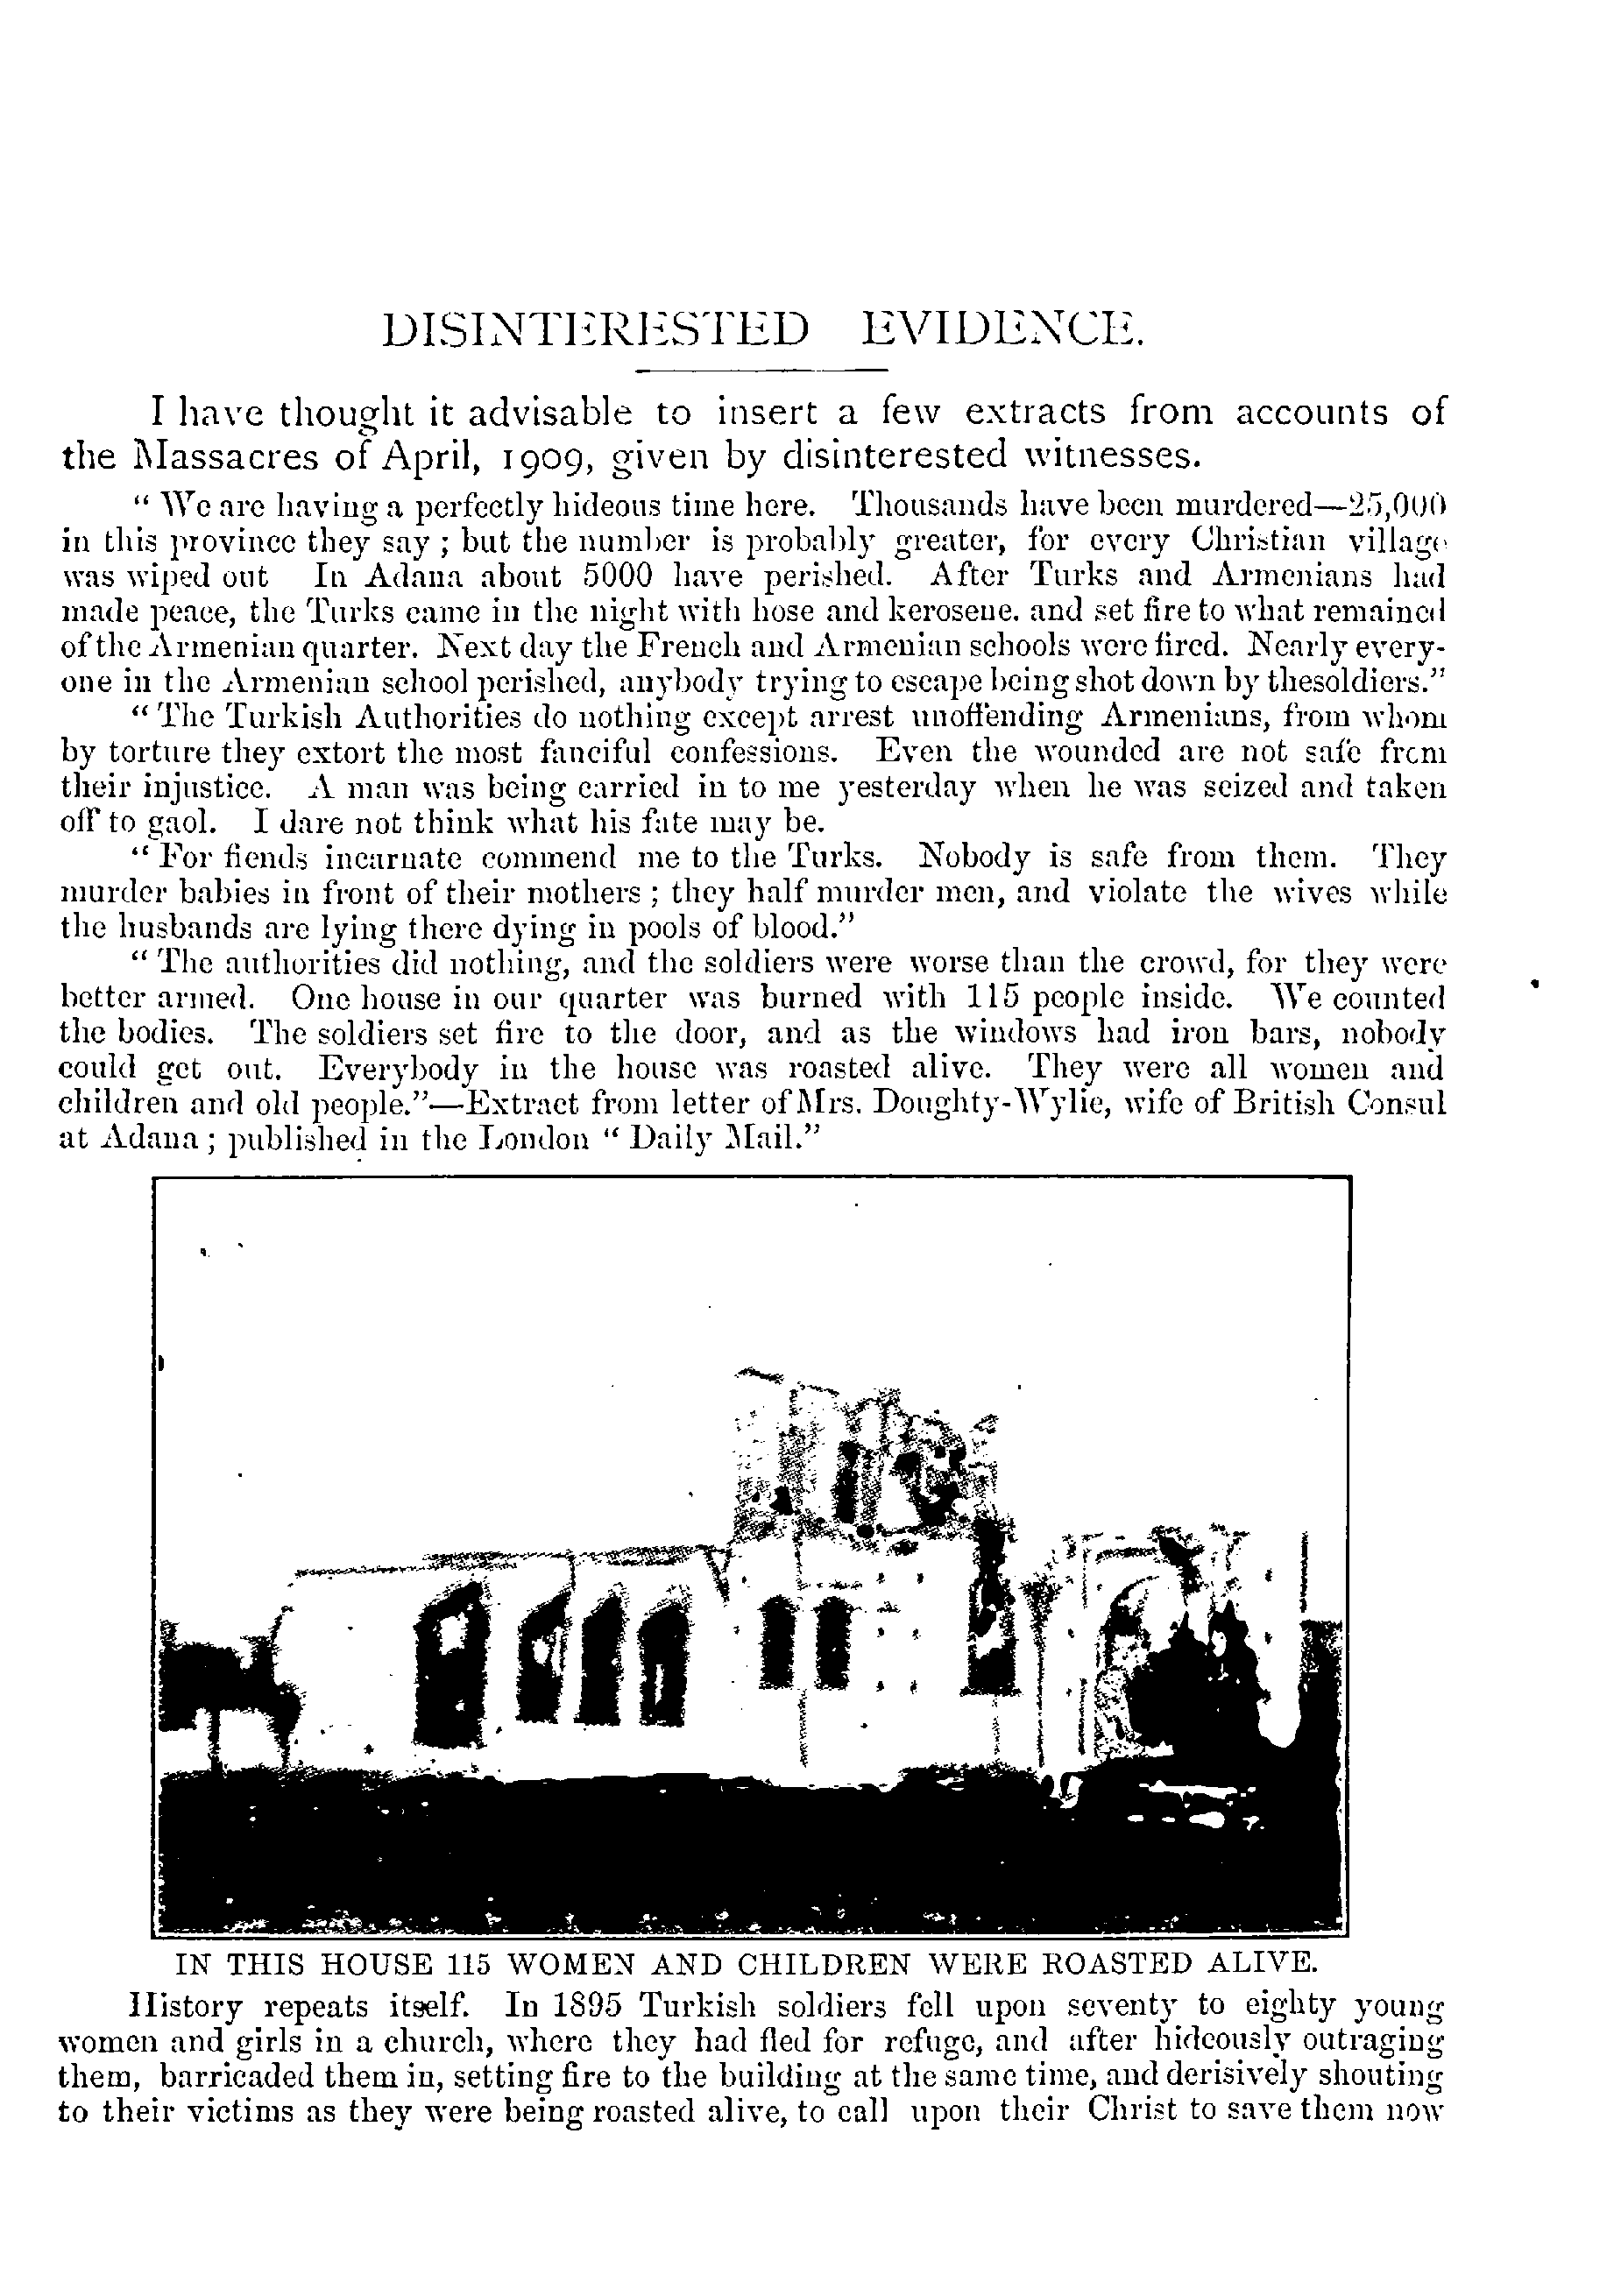 DISINTERESTED EVIDENCE.
I have thought it advisable to insert a few extracts from accounts of
the Massacres of April, 1909, given by disinterested witnesses.
“ We are having a perfectly hideous time here. Thousands have been murdered—25,000
in this province they say ; but the number is probably greater, for every Christian village
was wiped out In Adana about 5000 have perished. After Turks and Armenians had
made peace, the Turks came in the night with hose and kerosene. and set fire to what remained
of the Armenian quarter. Next day the French and Armenian schools were fired. Nearly every-
one in the Armenian school perished, anybody trying to escape being shot down by thesoldiers.”
“ The Turkish Authorities do nothing except arrest unoffending Armenians, from whom
by torture they extort the most fanciful confessions. Even the wounded are not safe from
their injustice. A man was being carried in to me yesterday when he was seized and taken
off to gaol. I dare not think what his fate may be.
“ For fiends incarnate commend me to the Turks. Nobody is safe from them. They
murder babies in front of their mothers ; they half murder men, and violate the wives while
the husbands are lying there dying in pools of blood.”
“ The authorities did nothing, and the soldiers were worse than the crowd, for they were
better armed. One house in our quarter was burned with 115 people inside. We counted
the bodies. The soldiers set fire to the door, and as the windows had iron bars, nobody
could get out. Everybody in the house was roasted alive. They were all women and
children and old people.”—Extract from letter of Mrs. Doughty-Wylie, wife of British Consul
at Adana ; published in the London “ Daily Mail.”
IN THIS HOUSE 115 WOMEN AND CHILDREN WERE ROASTED ALIVE.
History repeats itself. In 1895 Turkish soldiers fell upon seventy to eighty young
women and girls in a church, where they had fled for refuge, and after hideously outraging
them, barricaded them in, setting fire to the building at the same time, and derisively shouting
to their victims as they were being roasted alive, to call upon their Christ to save them now